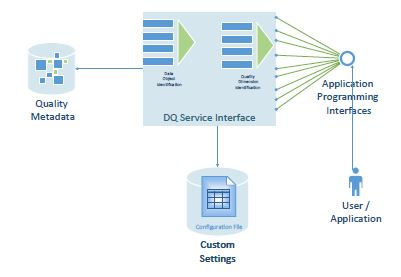 Data
Object
Identification
Quality
Dimension
Identification
DQ Service Interface
Quality
Metadata
Application
Programming
Interfaces
User /
Application
Configuration File
Custom
Settings